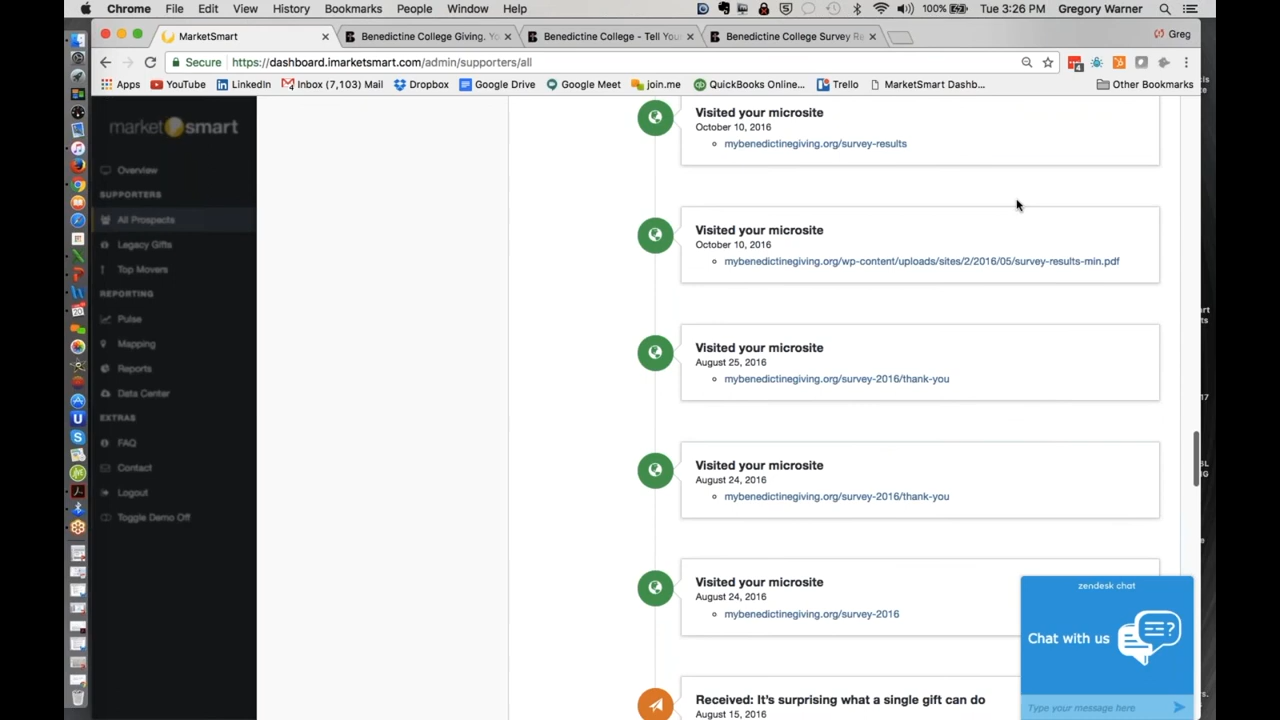 Chrome File Edit View History Bookmarks People Window Help 100% Tue 3:26 PM Gregory Warner
MarketSmart Benedictine College Giving. Yo Benedictine College - Tell Your Benedictine College Survey Re Greg
Secure https://dashboard.imarketsmart.com/admin/supporters/all
Apps YouTube LinkedIn Inbox (7,103) Mail Dropbox Google Drive Google Meet join.me QuickBooks Online... Trello MarketSmart Dashb... Other Bookmarks
market smart
Overview
SUPPORTERS
All Prospects
Legacy Gifts
Top Movers
REPORTING
Pulse
Mapping
Reports
Data Center
EXTRAS
FAQ
Contact
Logout
Toggle Demo Off
Visited your microsite
October 10, 2016
mybenedictinegiving.org/survey-results
Visited your microsite
October 10, 2016
mybenedictinegiving.org/wp-content/uploads/sites/2/2016/05/survey-results-min.pdf
Visited your microsite
August 25, 2016
mybenedictinegiving.org/survey-2016/thank-you
Visited your microsite
August 24, 2016
mybenedictinegiving.org/survey-2016/thank-you
Visited your microsite
August 24, 2016
mybenedictinegiving.org/survey-2016
Received: It's surprising what a single gift can do
August 15, 2016
zendesk chat
Chat with us
Type your message here